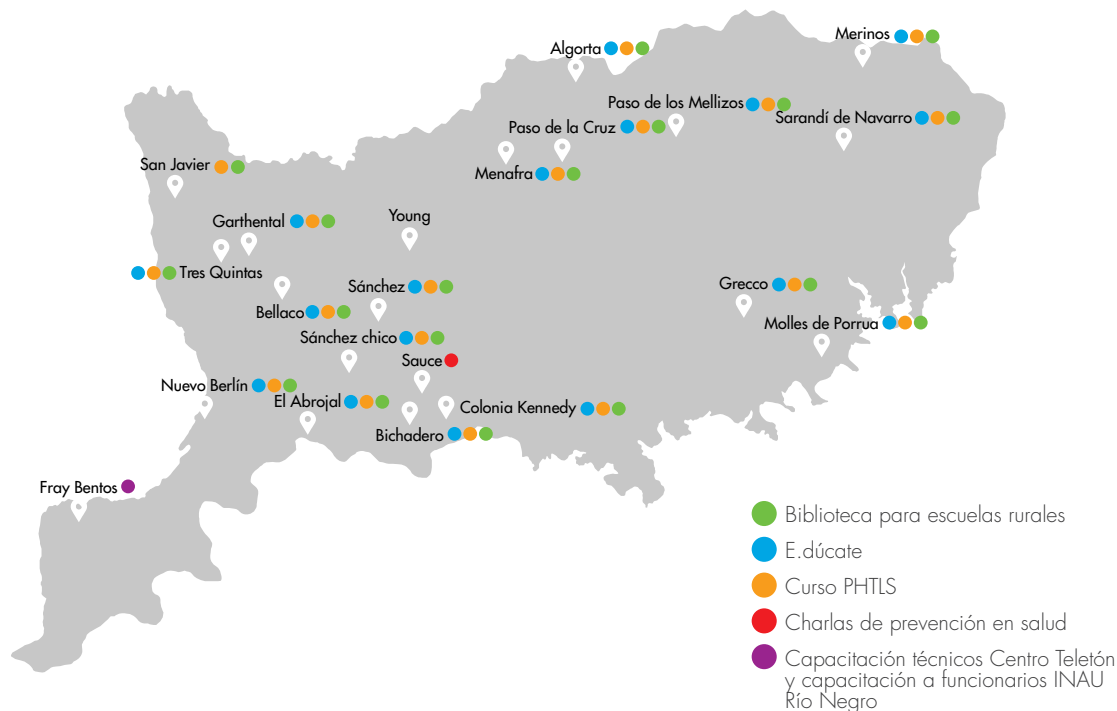 Merinos
Algorta
Paso de los Mellizos
Sarandí de Navarro
Paso de la Cruz
San Javier
Menafra
Garthental
Young
Tres Quintas
Sánchez
Grecco
Bellaco
Molles de Porrua
Sánchez chico
Sauce
Nuevo Berlín
El Abrojal
Colonia Kennedy
Bichadero
Fray Bentos
Biblioteca para escuelas rurales
E.dúcate
Curso PHTLS
Charlas de prevención en salud
Capacitación técnicos Centro Teletón
y capacitación a funcionarios INAU
Río Negro